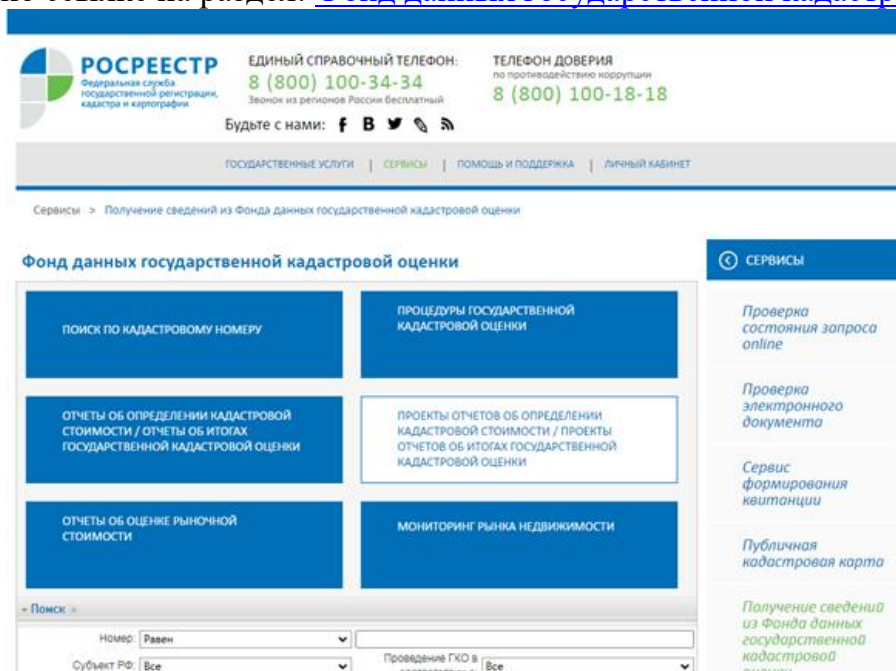 ссылке на раздел:
РОСРЕЕСТР
Федеральная служба
государственной регистрации,
кадастра и картографии
ЕДИНЫЙ СПРАВОЧНЫЙ ТЕЛЕФОН:
8 (800) 100-34-34
Звонок из регионов России бесплатный
ТЕЛЕФОН ДОВЕРИЯ
по противодействию коррупции
8 (800) 100-18-18
Будьте с нами:
ГОСУДАРСТВЕННЫЕ УСЛУГИ | СЕРВИСЫ | ПОМОЩЬ И ПОДДЕРЖКА | ЛИЧНЫЙ КАБИНЕТ
Сервисы > Получение сведений из Фонда данных государственной кадастровой оценки
Фонд данных государственной кадастровой оценки
ПОИСК ПО КАДАСТРОВОМУ НОМЕРУ
ПРОЦЕДУРЫ ГОСУДАРСТВЕННОЙ
КАДАСТРОВОЙ ОЦЕНКИ
ОТЧЕТЫ ОБ ОПРЕДЕЛЕНИИ КАДАСТРОВОЙ
СТОИМОСТИ / ОТЧЕТЫ ОБ ИТОГАХ
ГОСУДАРСТВЕННОЙ КАДАСТРОВОЙ ОЦЕНКИ
ПРОЕКТЫ ОТЧЕТОВ ОБ ОПРЕДЕЛЕНИИ
КАДАСТРОВОЙ СТОИМОСТИ / ПРОЕКТЫ
ОТЧЕТОВ ОБ ИТОГАХ ГОСУДАРСТВЕННОЙ
КАДАСТРОВОЙ ОЦЕНКИ
ОТЧЕТЫ ОБ ОЦЕНКЕ РЫНОЧНОЙ
СТОИМОСТИ
МОНИТОРИНГ РЫНКА НЕДВИЖИМОСТИ
Поиск
Номер: Равен
Субъект РФ: Все
Проведение ГКО в
Все
СЕРВИСЫ
Проверка
состояния запроса
online
Проверка
электронного
документа
Сервис
формирования
квитанции
Публичная
кадастровая карта
Получение сведений
из Фонда данных
государственной
кадастровой